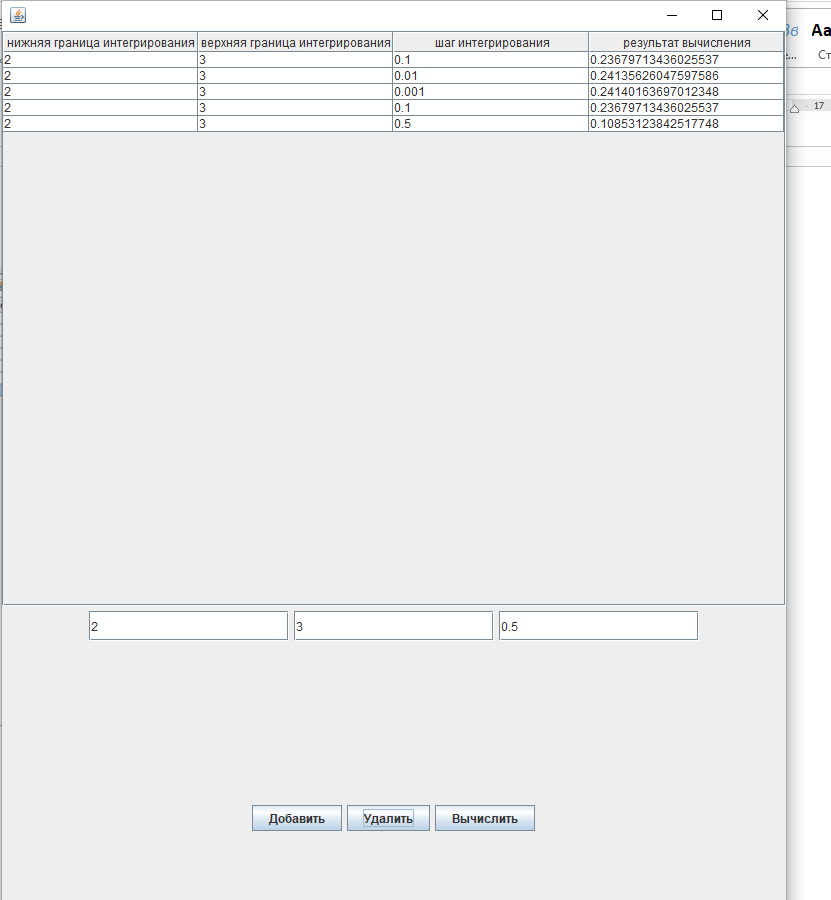 Вв Aa
е... Ст
17
нижняя граница интегрирования верхняя граница интегрирования шаг интегрирования результат вычисления
2 3 0.1 0.23679713436025537
2 3 0.01 0.24135626047597586
2 3 0.001 0.24140163697012348
2 3 0.1 0.23679713436025537
2 3 0.5 0.10853123842517748
2 3 0.5
Добавить Удалить Вычислить